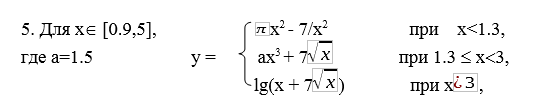 5. Для x∈ [0.9,5],        πx² - 7/x²        при    x<1.3,
где a=1.5        y =        ax³ + 7√x        при 1.3 ≤ x<3,
lg(x + 7√x)        при x¿3,